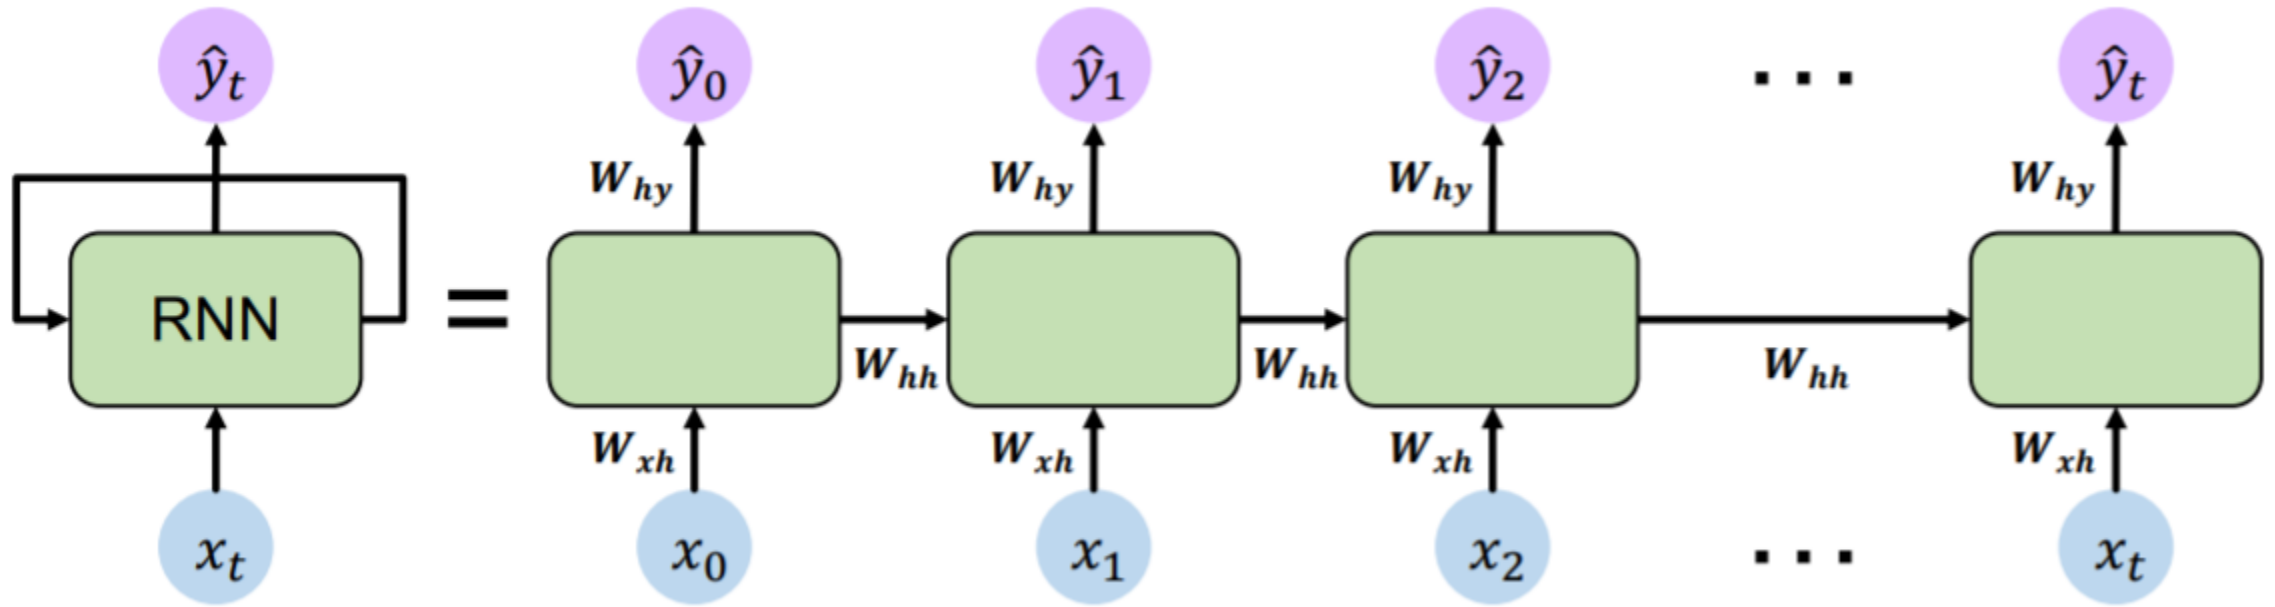 ŷt ŷ0 ŷ1 ŷ2 ... ŷt
Why Why Why Why
RNN =
Whh Whh Whh
Wxh Wxh Wxh Wxh
xt x0 x1 x2 ... xt